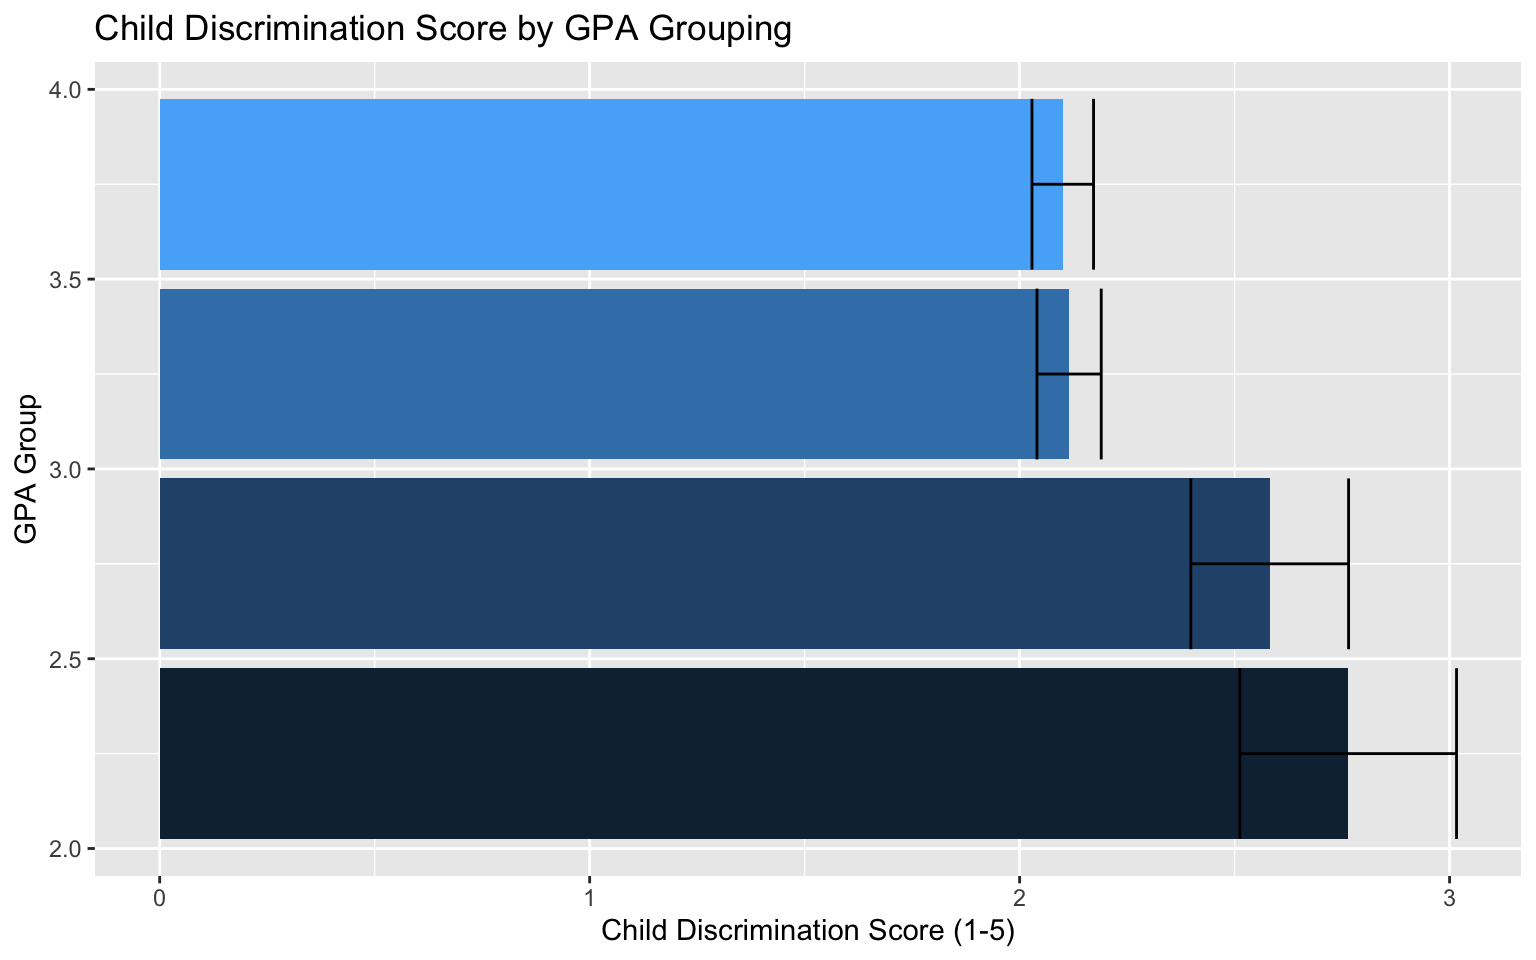 Child Discrimination Score by GPA Grouping
4.0
3.5
3.0
2.5
2.0
GPA Group
0 1 2 3
Child Discrimination Score (1-5)